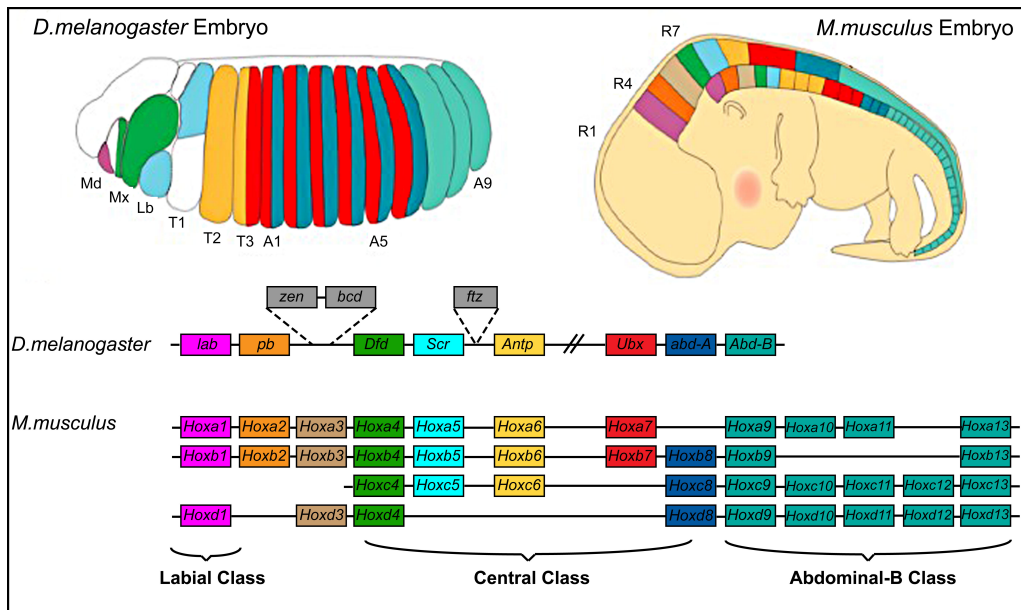 D.melanogaster Embryo
M.musculus Embryo
R7
R4
R1
Md
Mx
Lb
T1
T2
T3
A1
A5
A9
zen bcd ftz
D.melanogaster lab pb Dfd Scr Antp Ubx abd-A Abd-B
M.musculus Hoxa1 Hoxa2 Hoxa3 Hoxa4 Hoxa5 Hoxa6 Hoxa7 Hoxa9 Hoxa10 Hoxa11 Hoxa13
Hoxb1 Hoxb2 Hoxb3 Hoxb4 Hoxb5 Hoxb6 Hoxb7 Hoxb8 Hoxb9 Hoxb13
Hoxc4 Hoxc5 Hoxc6 Hoxc8 Hoxc9 Hoxc10 Hoxc11 Hoxc12 Hoxc13
Hoxd1 Hoxd3 Hoxd4 Hoxd8 Hoxd9 Hoxd10 Hoxd11 Hoxd12 Hoxd13
Labial Class Central Class Abdominal-B Class